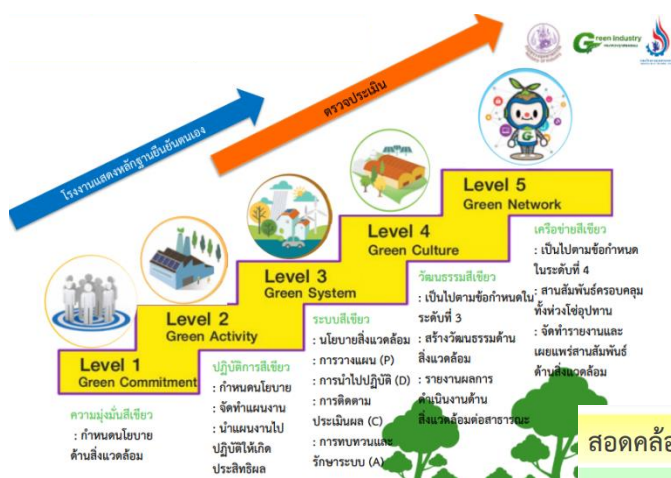 Green Industry
โรงงานแสดงหลักฐานยืนยันตนเอง
ตรวจประเมิน
Level 5
Green Network
Level 4
Green Culture
Level 3
Green System
Level 2
Green Activity
Level 1
Green Commitment
ความมุ่งมั่นสีเขียว
: กำหนดนโยบาย
ด้านสิ่งแวดล้อม
ปฏิบัติการสีเขียว
: กำหนดนโยบาย
: จัดทำแผนงาน
: นำแผนงานไป
ปฏิบัติให้เกิด
ประสิทธิผล
ระบบสีเขียว
: นโยบายสิ่งแวดล้อม
: การวางแผน (P)
: การนำไปปฏิบัติ (D)
: การติดตาม
ประเมินผล (C)
: การทบทวนและ
รักษาระบบ (A)
วัฒนธรรมสีเขียว
: เป็นไปตามข้อกำหนดใน
ระดับที่ 3
: สร้างวัฒนธรรมด้าน
สิ่งแวดล้อม
: รายงานผลการ
ดำเนินงานด้าน
สิ่งแวดล้อมต่อสาธารณะ
เครือข่ายสีเขียว
: เป็นไปตามข้อกำหนด
ในระดับที่ 4
: สานสัมพันธ์ครอบคลุม
ทั้งห่วงโซ่อุปทาน
: จัดทำรายงานและ
เผยแพร่สานสัมพันธ์
ด้านสิ่งแวดล้อม